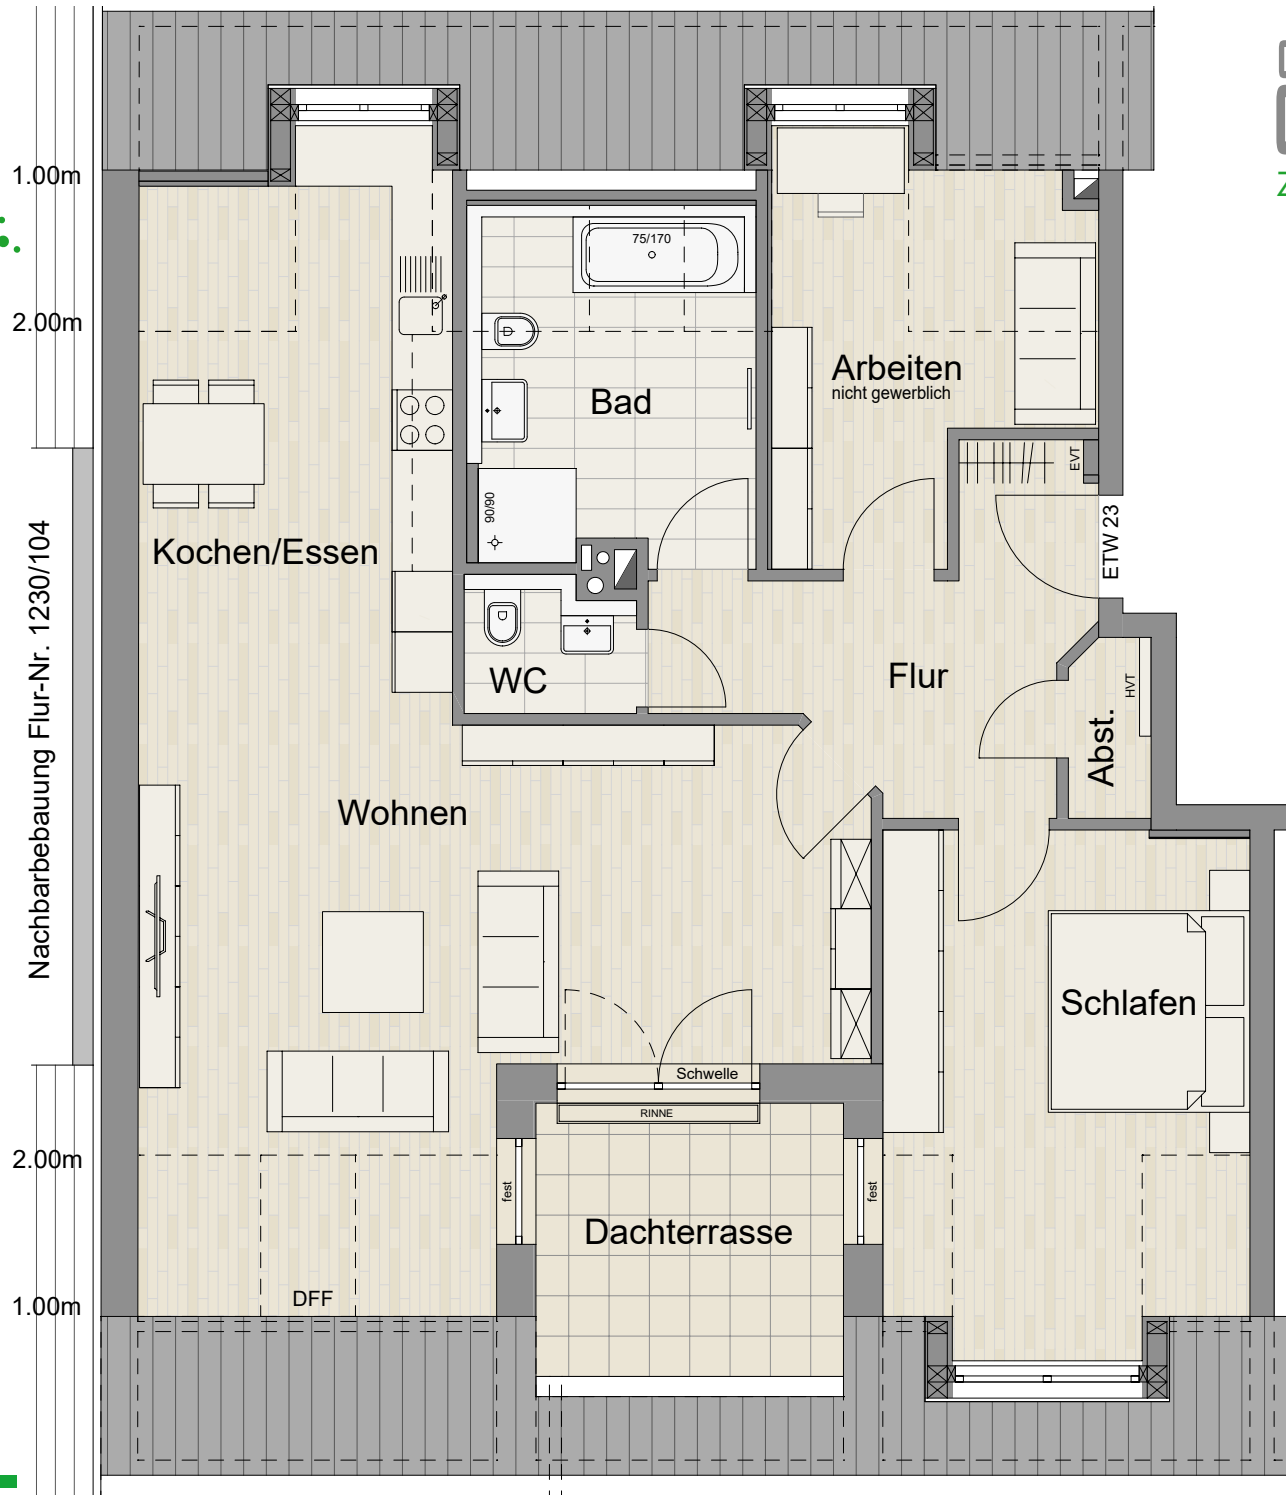 1.00m
75/170
2.00m
Arbeiten
nicht gewerblich
Bad
EVT
90/90
ETW 23
Kochen/Essen
Nachbarbebauung Flur-Nr. 1230/104
WC
Flur
HVT
Abst.
Wohnen
Schlafen
Schwelle
RINNE
2.00m
fest
fest
Dachterrasse
DFF
1.00m